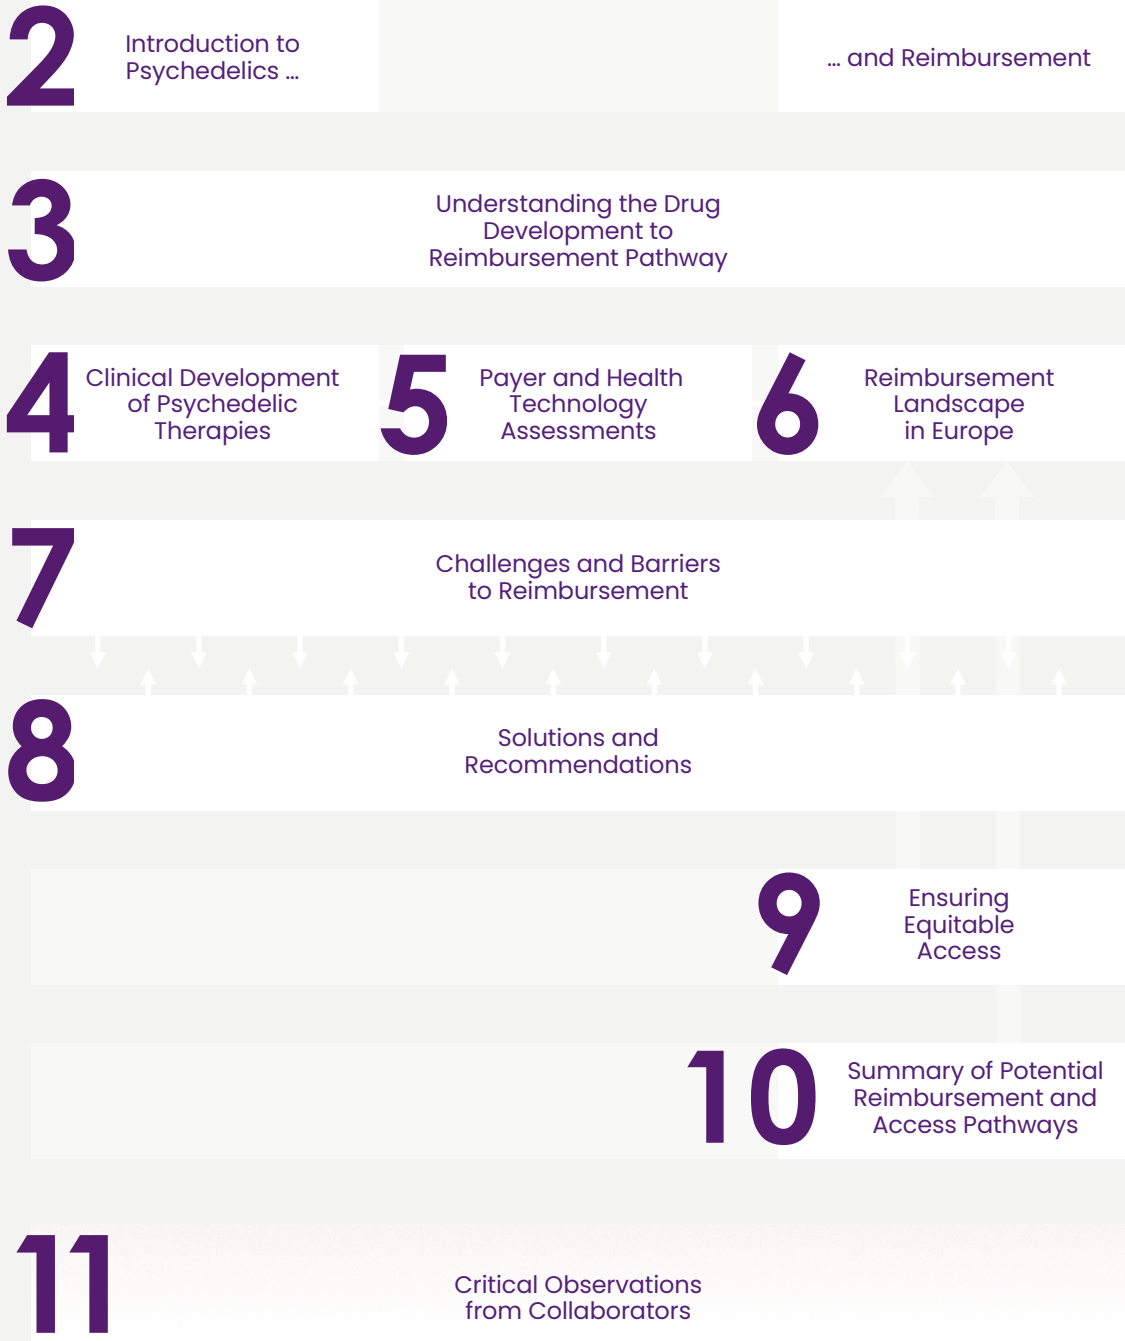 2
Introduction to
Psychedelics ...
... and Reimbursement
3
Understanding the Drug
Development to
Reimbursement Pathway
4
Clinical Development
of Psychedelic
Therapies
5
Payer and Health
Technology
Assessments
6
Reimbursement
Landscape
in Europe
7
Challenges and Barriers
to Reimbursement
8
Solutions and
Recommendations
9
Ensuring
Equitable
Access
10
Summary of Potential
Reimbursement and
Access Pathways
11
Critical Observations
from Collaborators